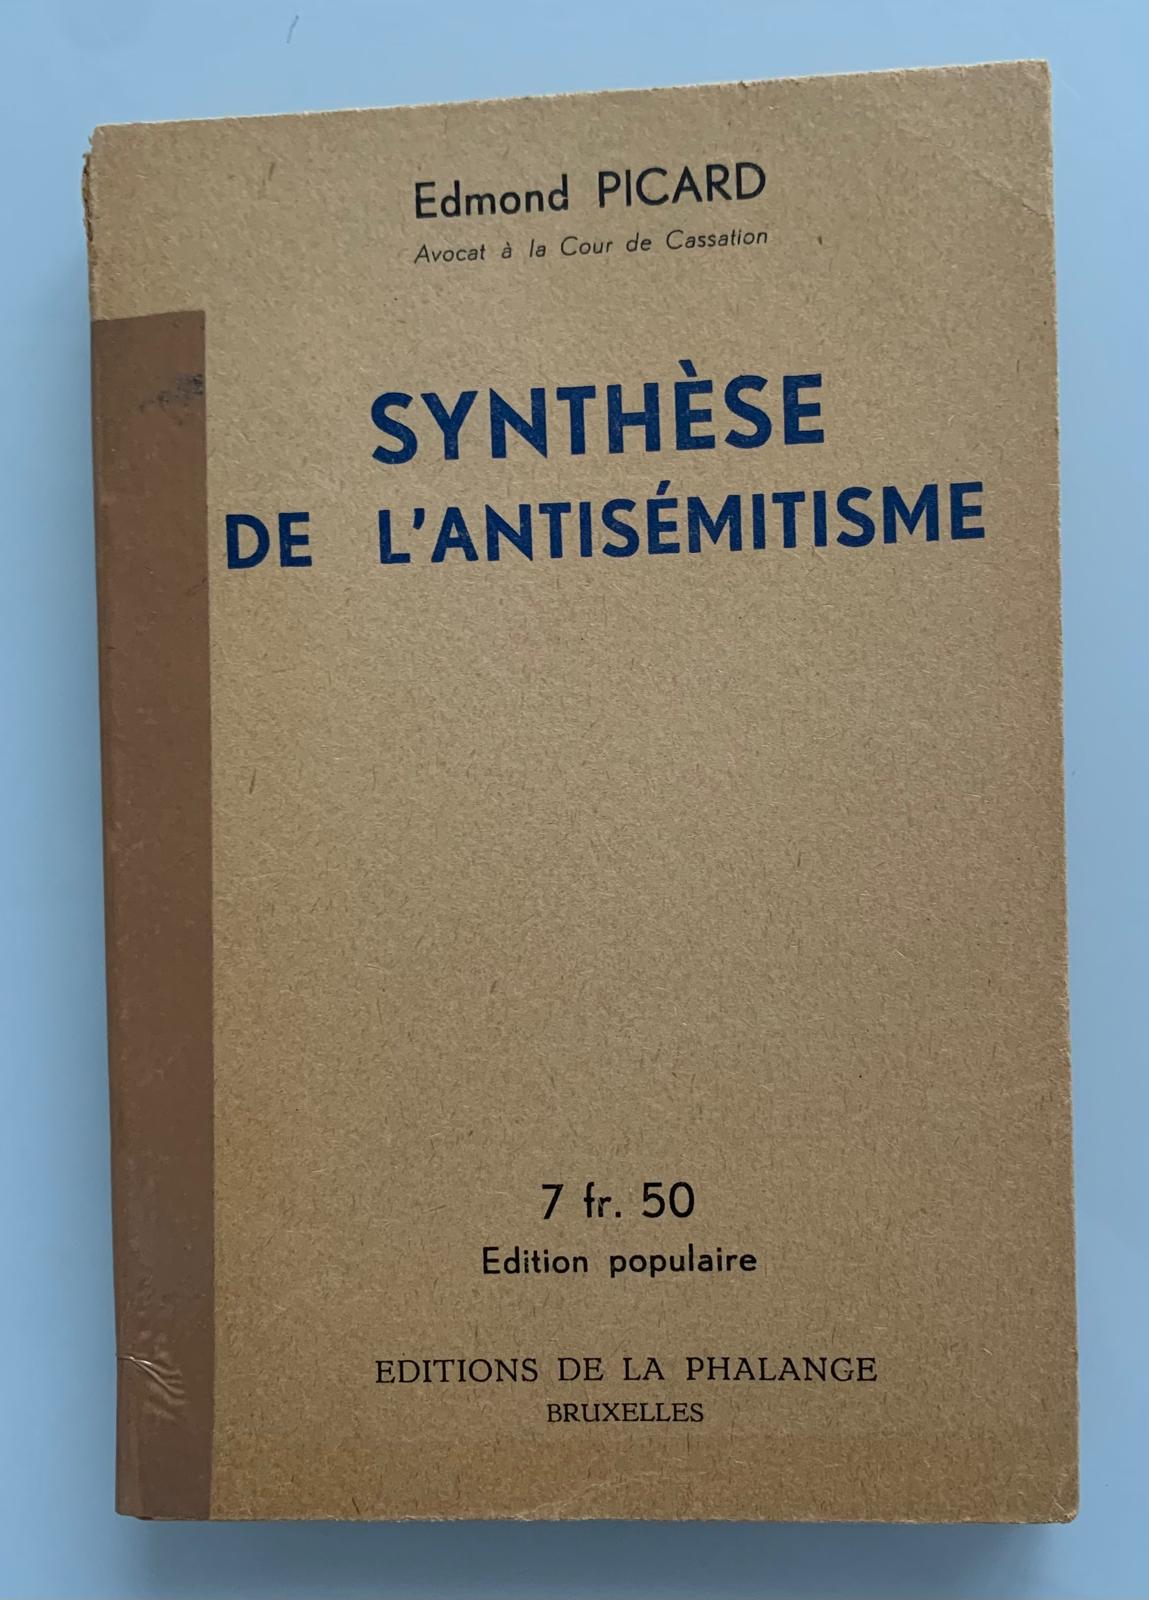 Edmond PICARD
Avocat à la Cour de Cassation
SYNTHÈSE
DE L'ANTISÉMITISME
7 fr. 50
Edition populaire
EDITIONS DE LA PHALANGE
BRUXELLES